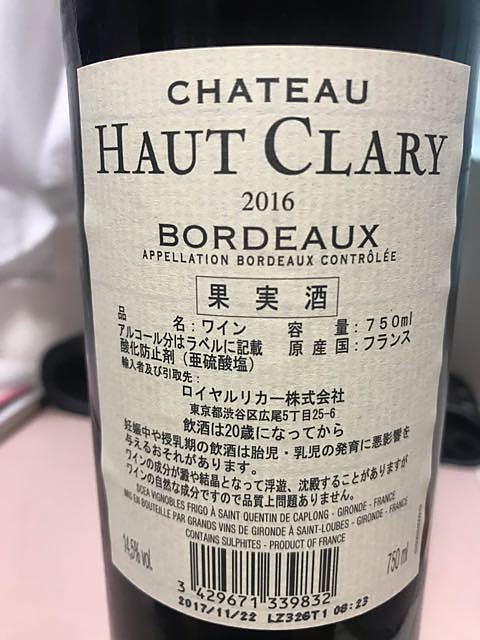 CHATEAU
HAUT CLARY
2016
BORDEAUX
APPELLATION BORDEAUX CONTRÔLÉE
果実酒
品名：ワイン 容量：750ml
アルコール分はラベルに記載 原産国：フランス
酸化防止剤（亜硫酸塩）
輸入者及び引取先：
ロイヤルリカー株式会社
東京都渋谷区広尾5丁目25-6
飲酒は20歳になってから
妊娠中や授乳期の飲酒は胎児・乳児の発育に悪影響を
与えるおそれがあります。
ワインの成分が澱や結晶となって浮遊、沈殿することがありますが
ワインの自然な成分ですので品質上問題ありません。
SCEA VIGNOBLES FRIGO À SAINT QUENTIN DE CAPLONG - GIRONDE - FRANCE
MIS EN BOUTEILLE PAR GRANDS VINS DE GIRONDE À SAINT-LOUBES - GIRONDE - FRANCE
CONTAINS SULPHITES - PRODUCT OF FRANCE
14,5% vol. 750 ml
3 429671 339832
2017/11/22 LZ326T1 06:23